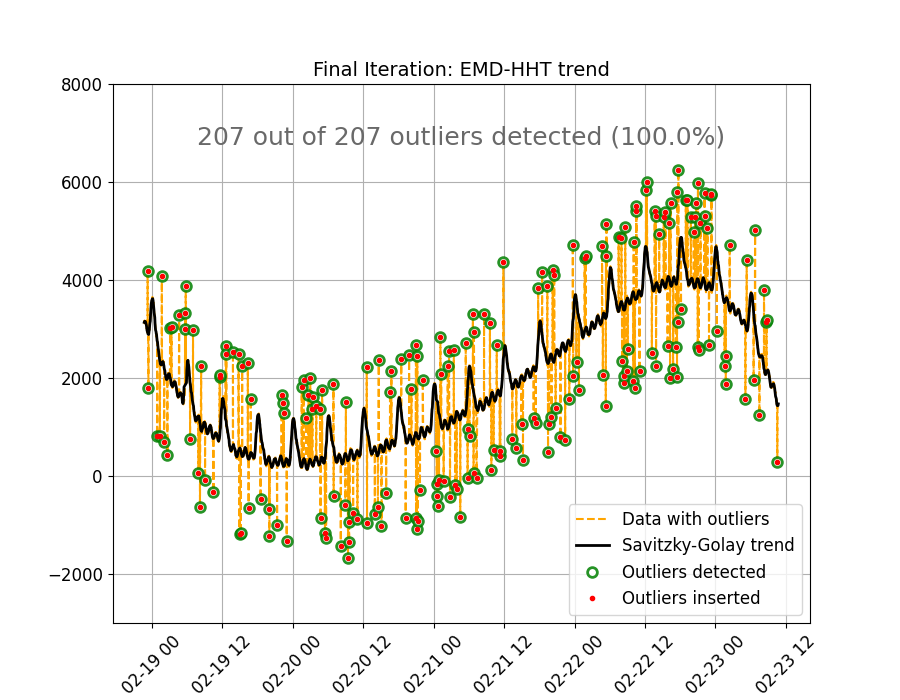 Final Iteration: EMD-HHT trend
207 out of 207 outliers detected (100.0%)
8000
6000
4000
2000
0
−2000
Data with outliers
Savitzky-Golay trend
Outliers detected
Outliers inserted
02-19 00
02-19 12
02-20 00
02-20 12
02-21 00
02-21 12
02-22 00
02-22 12
02-23 00
02-23 12